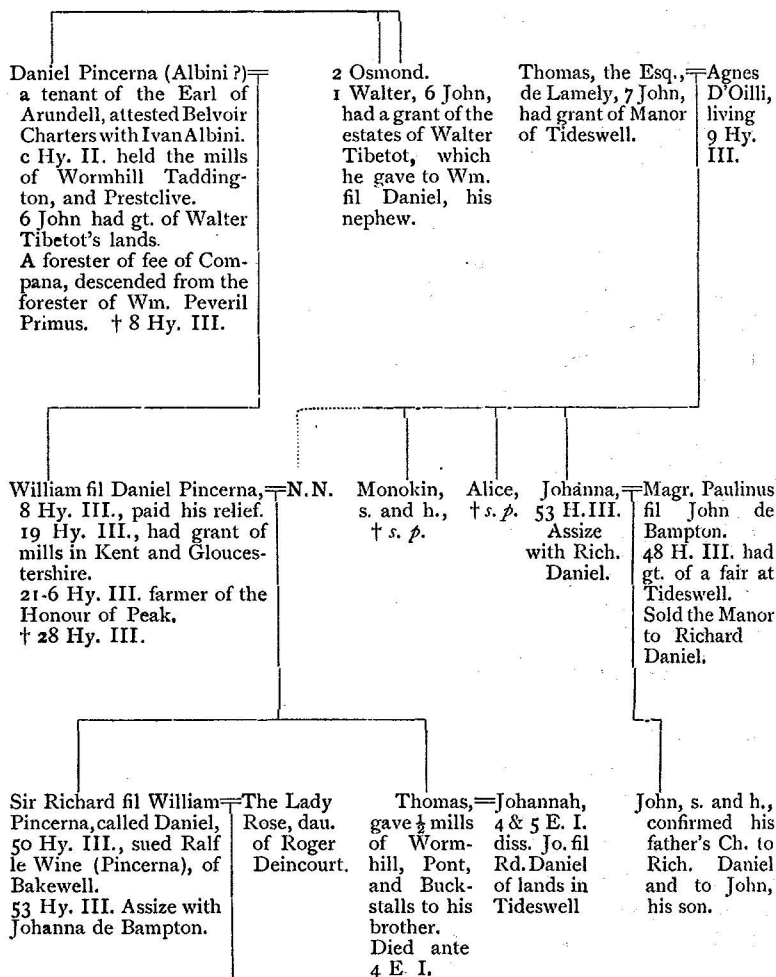 Daniel Pincerna (Albini ?)=
a tenant of the Earl of
Arundell, attested Belvoir
Charters with Ivan Albini.
c Hy. II. held the mills
of Wormhill Tadding-
ton, and Prestclive.
6 John had gt. of Walter
Tibetot's lands.
A forester of fee of Com-
pana, descended from the
forester of Wm. Peveril
Primus. † 8 Hy. III.
2 Osmond.
1 Walter, 6 John,
had a grant of the
estates of Walter
Tibetot, which
he gave to Wm.
fil Daniel, his
nephew.
Thomas, the Esq.,=
de Lamely, 7 John,
had grant of Manor
of Tideswell.
Agnes
D'Oilli,
living
9 Hy.
III.
William fil Daniel Pincerna,=
8 Hy. III., paid his relief.
19 Hy. III., had grant of
mills in Kent and Glouces-
tershire.
21-6 Hy. III. farmer of the
Honour of Peak.
† 28 Hy. III.
N.N.
Monokin,
s. and h.,
† s. p.
Alice,
† s. p.
Johanna,=
53 H.III.
Assize
with Rich.
Daniel.
Magr. Paulinus
fil John de
Bampton.
48 H. III. had
gt. of a fair at
Tideswell.
Sold the Manor
to Richard
Daniel.
Sir Richard fil William=
Pincerna, called Daniel,
50 Hy. III., sued Ralf
le Wine (Pincerna), of
Bakewell.
53 Hy. III. Assize with
Johanna de Bampton.
The Lady
Rose, dau.
of Roger
Deincourt.
Thomas,=
gave ½ mills
of Worm-
hill, Pont,
and Buck-
stalls to his
brother.
Died ante
4 E. I.
Johannah,
4 & 5 E. I.
diss. Jo. fil
Rd. Daniel
of lands in
Tideswell
John, s. and h.,
confirmed his
father's Ch. to
Rich. Daniel
and to John,
his son.